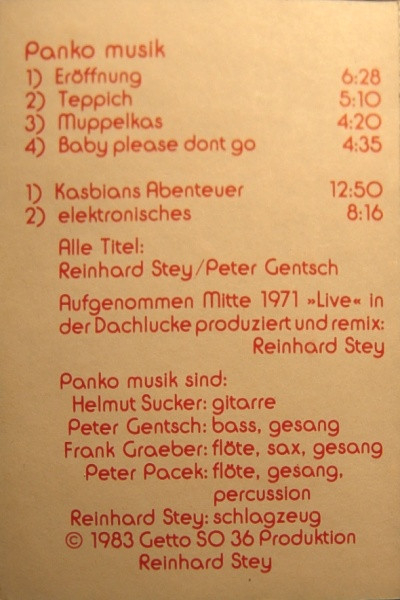 Panko musik
1) Eröffnung 6:28
2) Teppich 5:10
3) Muppelkas 4:20
4) Baby please dont go 4:35
1) Kasbians Abenteuer 12:50
2) elektronisches 8:16
Alle Titel:
Reinhard Stey/Peter Gentsch
Aufgenommen Mitte 1971 »Live« in
der Dachlucke produziert und remix:
Reinhard Stey
Panko musik sind:
Helmut Sucker: gitarre
Peter Gentsch: bass, gesang
Frank Graeber: flöte, sax, gesang
Peter Pacek: flöte, gesang,
percussion
Reinhard Stey: schlagzeug
© 1983 Getto SO 36 Produktion
Reinhard Stey